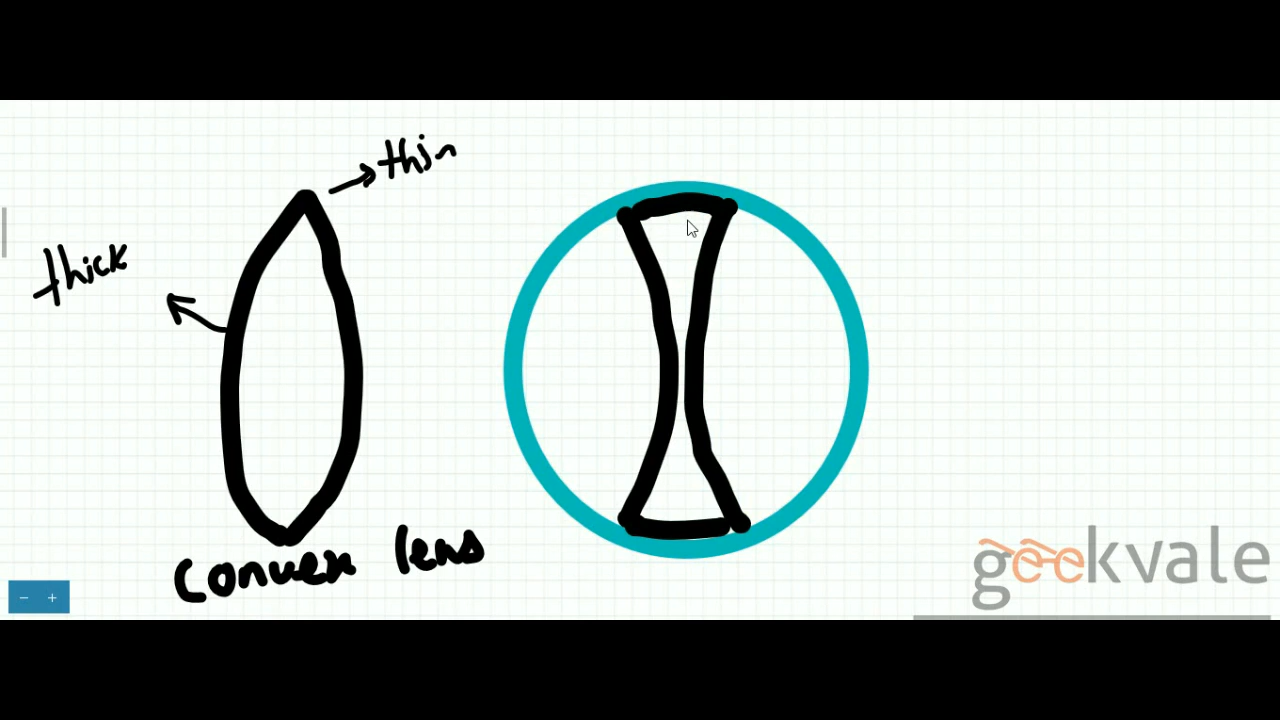 thin
thick
convex lens
geekvale
− +